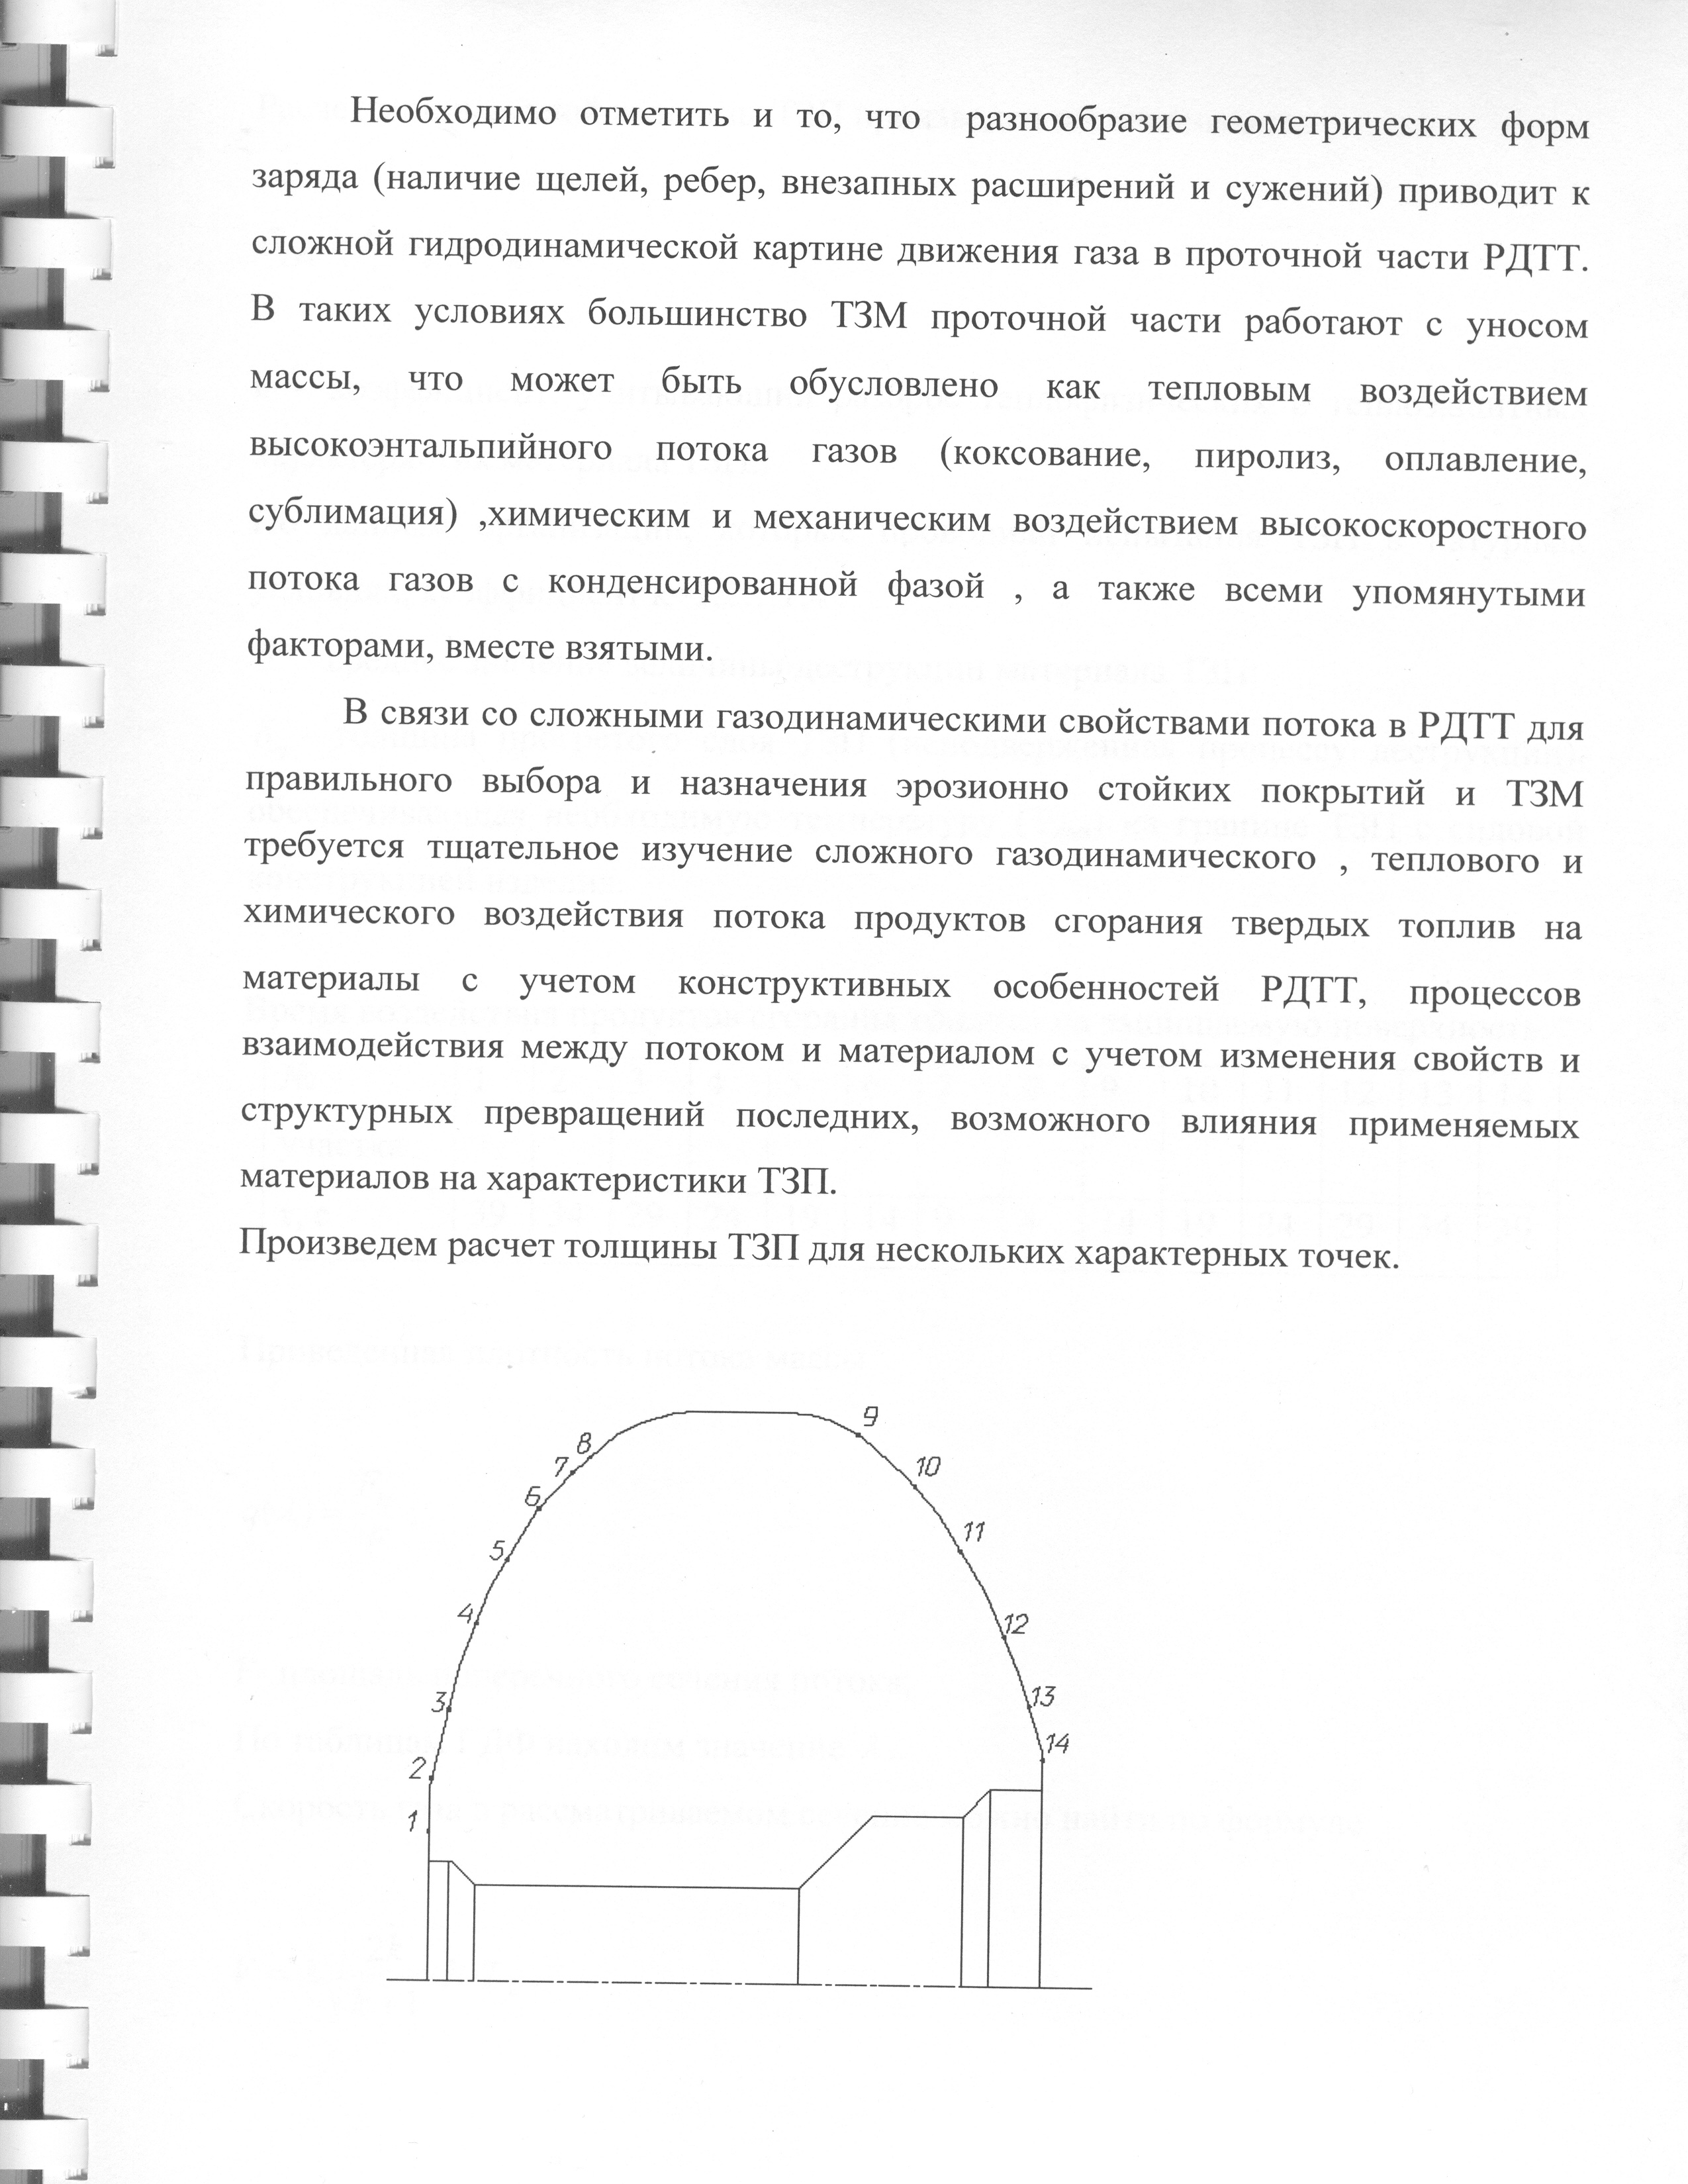 Необходимо отметить и то, что разнообразие геометрических форм
заряда (наличие щелей, ребер, внезапных расширений и сужений) приводит к
сложной гидродинамической картине движения газа в проточной части РДТТ.
В таких условиях большинство ТЗМ проточной части работают с уносом
массы, что может быть обусловлено как тепловым воздействием
высокоэнтальпийного потока газов (коксование, пиролиз, оплавление,
сублимация) ,химическим и механическим воздействием высокоскоростного
потока газов с конденсированной фазой , а также всеми упомянутыми
факторами, вместе взятыми.
В связи со сложными газодинамическими свойствами потока в РДТТ для
правильного выбора и назначения эрозионно стойких покрытий и ТЗМ
требуется тщательное изучение сложного газодинамического , теплового и
химического воздействия потока продуктов сгорания твердых топлив на
материалы с учетом конструктивных особенностей РДТТ, процессов
взаимодействия между потоком и материалом с учетом изменения свойств и
структурных превращений последних, возможного влияния применяемых
материалов на характеристики ТЗП.
Произведем расчет толщины ТЗП для нескольких характерных точек.
9
8
7
10
6
11
5
4
12
3
13
14
2
1